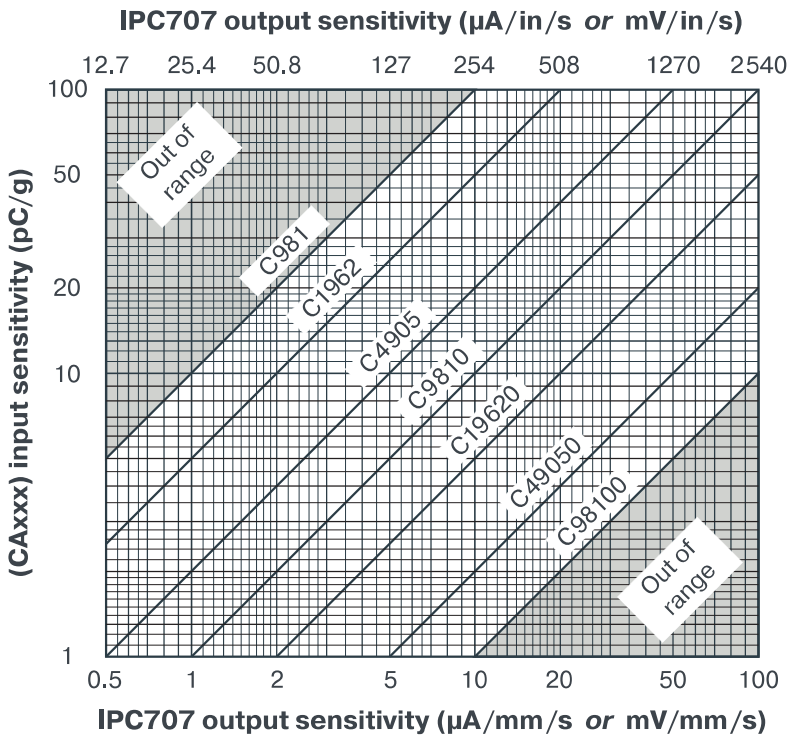 IPC707 output sensitivity (µA/in/s or mV/in/s)
12.7 25.4 50.8 127 254 508 1270 2540
(CAxxx) input sensitivity (pC/g)
100
50
20
10
1
Out of
range
C981
C1962
C4905
C9810
C19620
C49050
C98100
Out of
range
0.5 1 2 5 10 20 50 100
IPC707 output sensitivity (µA/mm/s or mV/mm/s)